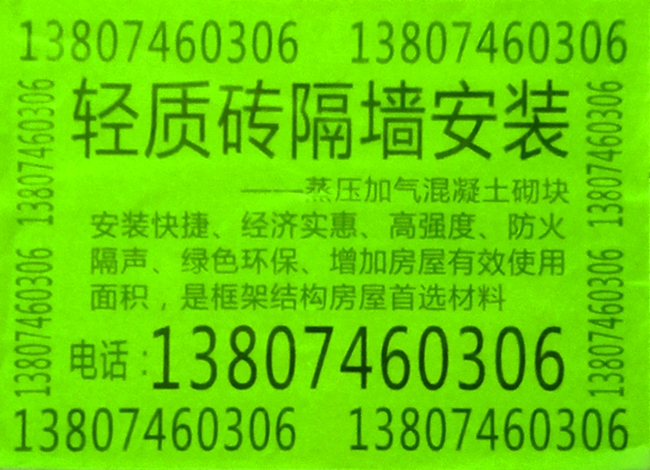 13807460306 13807460306
轻质砖隔墙安装
——蒸压加气混凝土砌块
安装快捷、经济实惠、高强度、防火
隔声、绿色环保、增加房屋有效使用
面积，是框架结构房屋首选材料
电话：13807460306
13807460306 13807460306
13807460306
13807460306
13807460306
13807460306